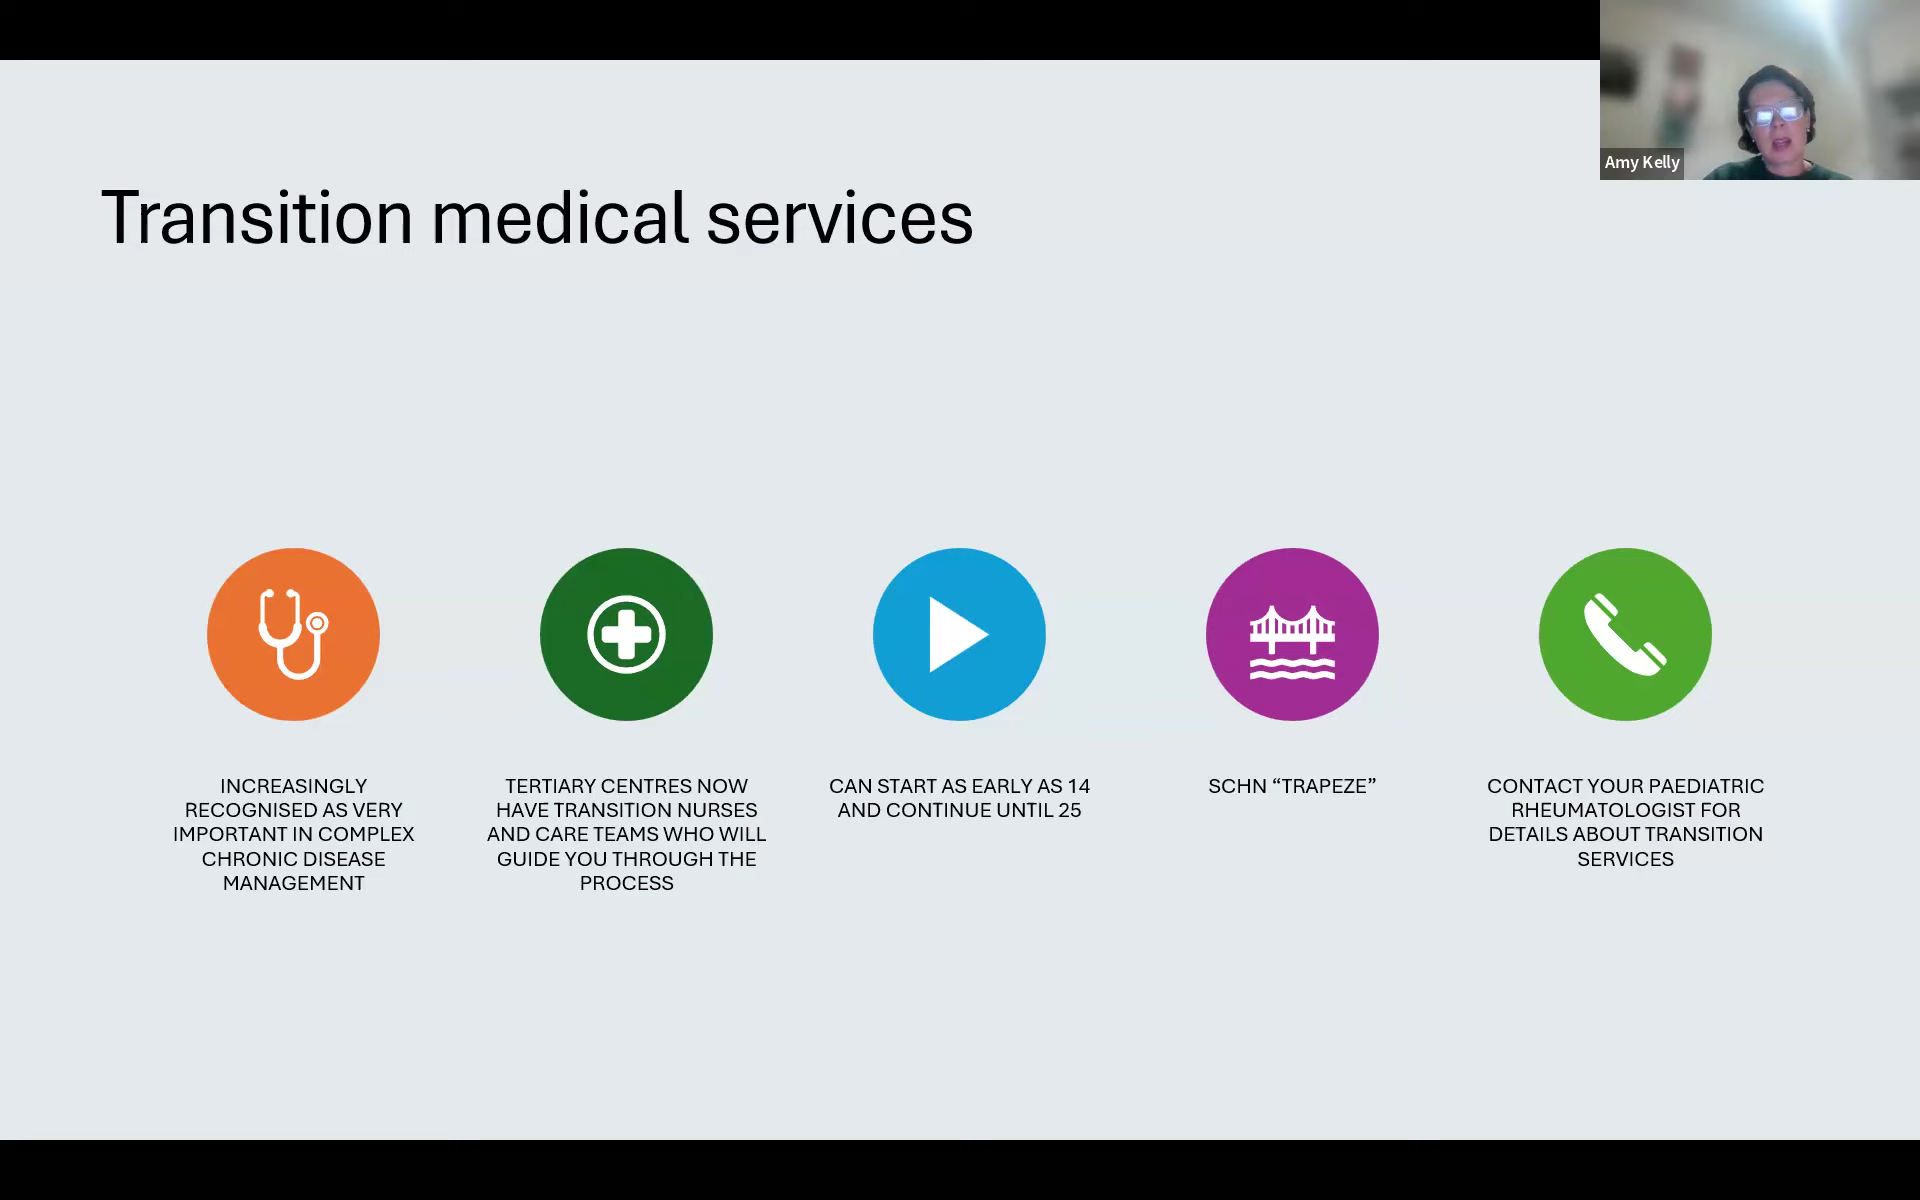 Amy Kelly
Transition medical services
INCREASINGLY
RECOGNISED AS VERY
IMPORTANT IN COMPLEX
CHRONIC DISEASE
MANAGEMENT
TERTIARY CENTRES NOW
HAVE TRANSITION NURSES
AND CARE TEAMS WHO WILL
GUIDE YOU THROUGH THE
PROCESS
CAN START AS EARLY AS 14
AND CONTINUE UNTIL 25
SCHN “TRAPEZE”
CONTACT YOUR PAEDIATRIC
RHEUMATOLOGIST FOR
DETAILS ABOUT TRANSITION
SERVICES